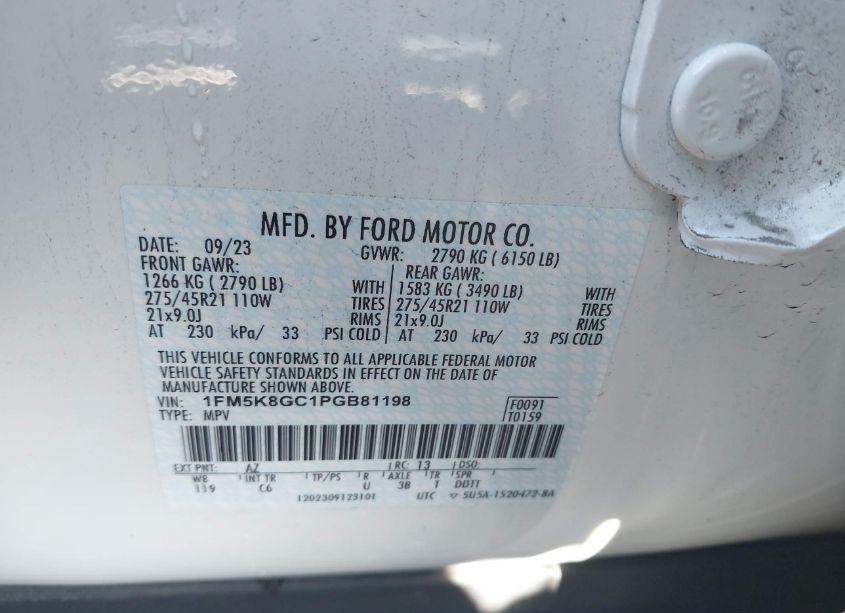 MFD. BY FORD MOTOR CO.
DATE: 09/23 GVWR: 2790 KG ( 6150 LB)
FRONT GAWR: REAR GAWR:
1266 KG ( 2790 LB) WITH 1583 KG ( 3490 LB) WITH
275/45R21 110W TIRES 275/45R21 110W TIRES
21x9.0J RIMS 21x9.0J RIMS
AT 230 kPa/ 33 PSI COLD AT 230 kPa/ 33 PSI COLD
THIS VEHICLE CONFORMS TO ALL APPLICABLE FEDERAL MOTOR
VEHICLE SAFETY STANDARDS IN EFFECT ON THE DATE OF
MANUFACTURE SHOWN ABOVE.
VIN: 1FM5K8GC1PGB81198 F0091
TYPE: MPV T0159
EXT PNT: AZ RC: 13 DSO:
WB INT TR TP/PS R AXLE TR SPR
119 C6 U 3B T DDTT
1202309123101 UTC ▽ 5U5A-1520472-BA